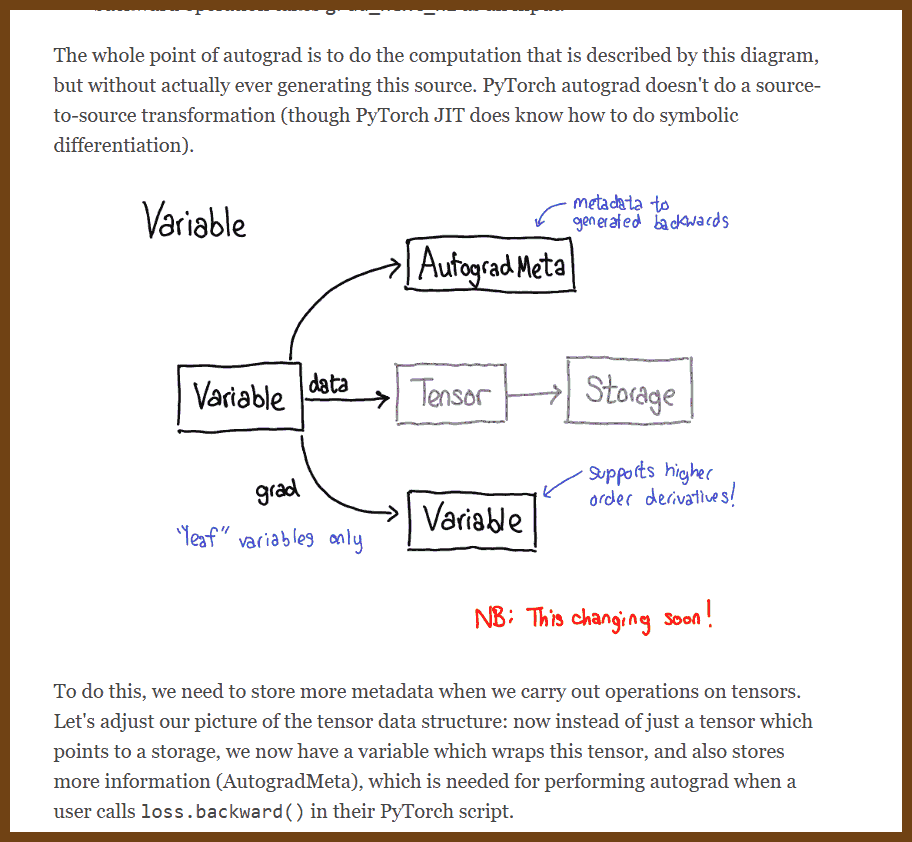 The whole point of autograd is to do the computation that is described by this diagram,
but without actually ever generating this source. PyTorch autograd doesn't do a source-
to-source transformation (though PyTorch JIT does know how to do symbolic
differentiation).
Variable
metadata to
generated backwards
AutogradMeta
Variable
data
Tensor
Storage
grad
"leaf" variables only
Variable
supports higher
order derivatives!
NB: This changing soon!
To do this, we need to store more metadata when we carry out operations on tensors.
Let's adjust our picture of the tensor data structure: now instead of just a tensor which
points to a storage, we now have a variable which wraps this tensor, and also stores
more information (AutogradMeta), which is needed for performing autograd when a
user calls loss.backward() in their PyTorch script.